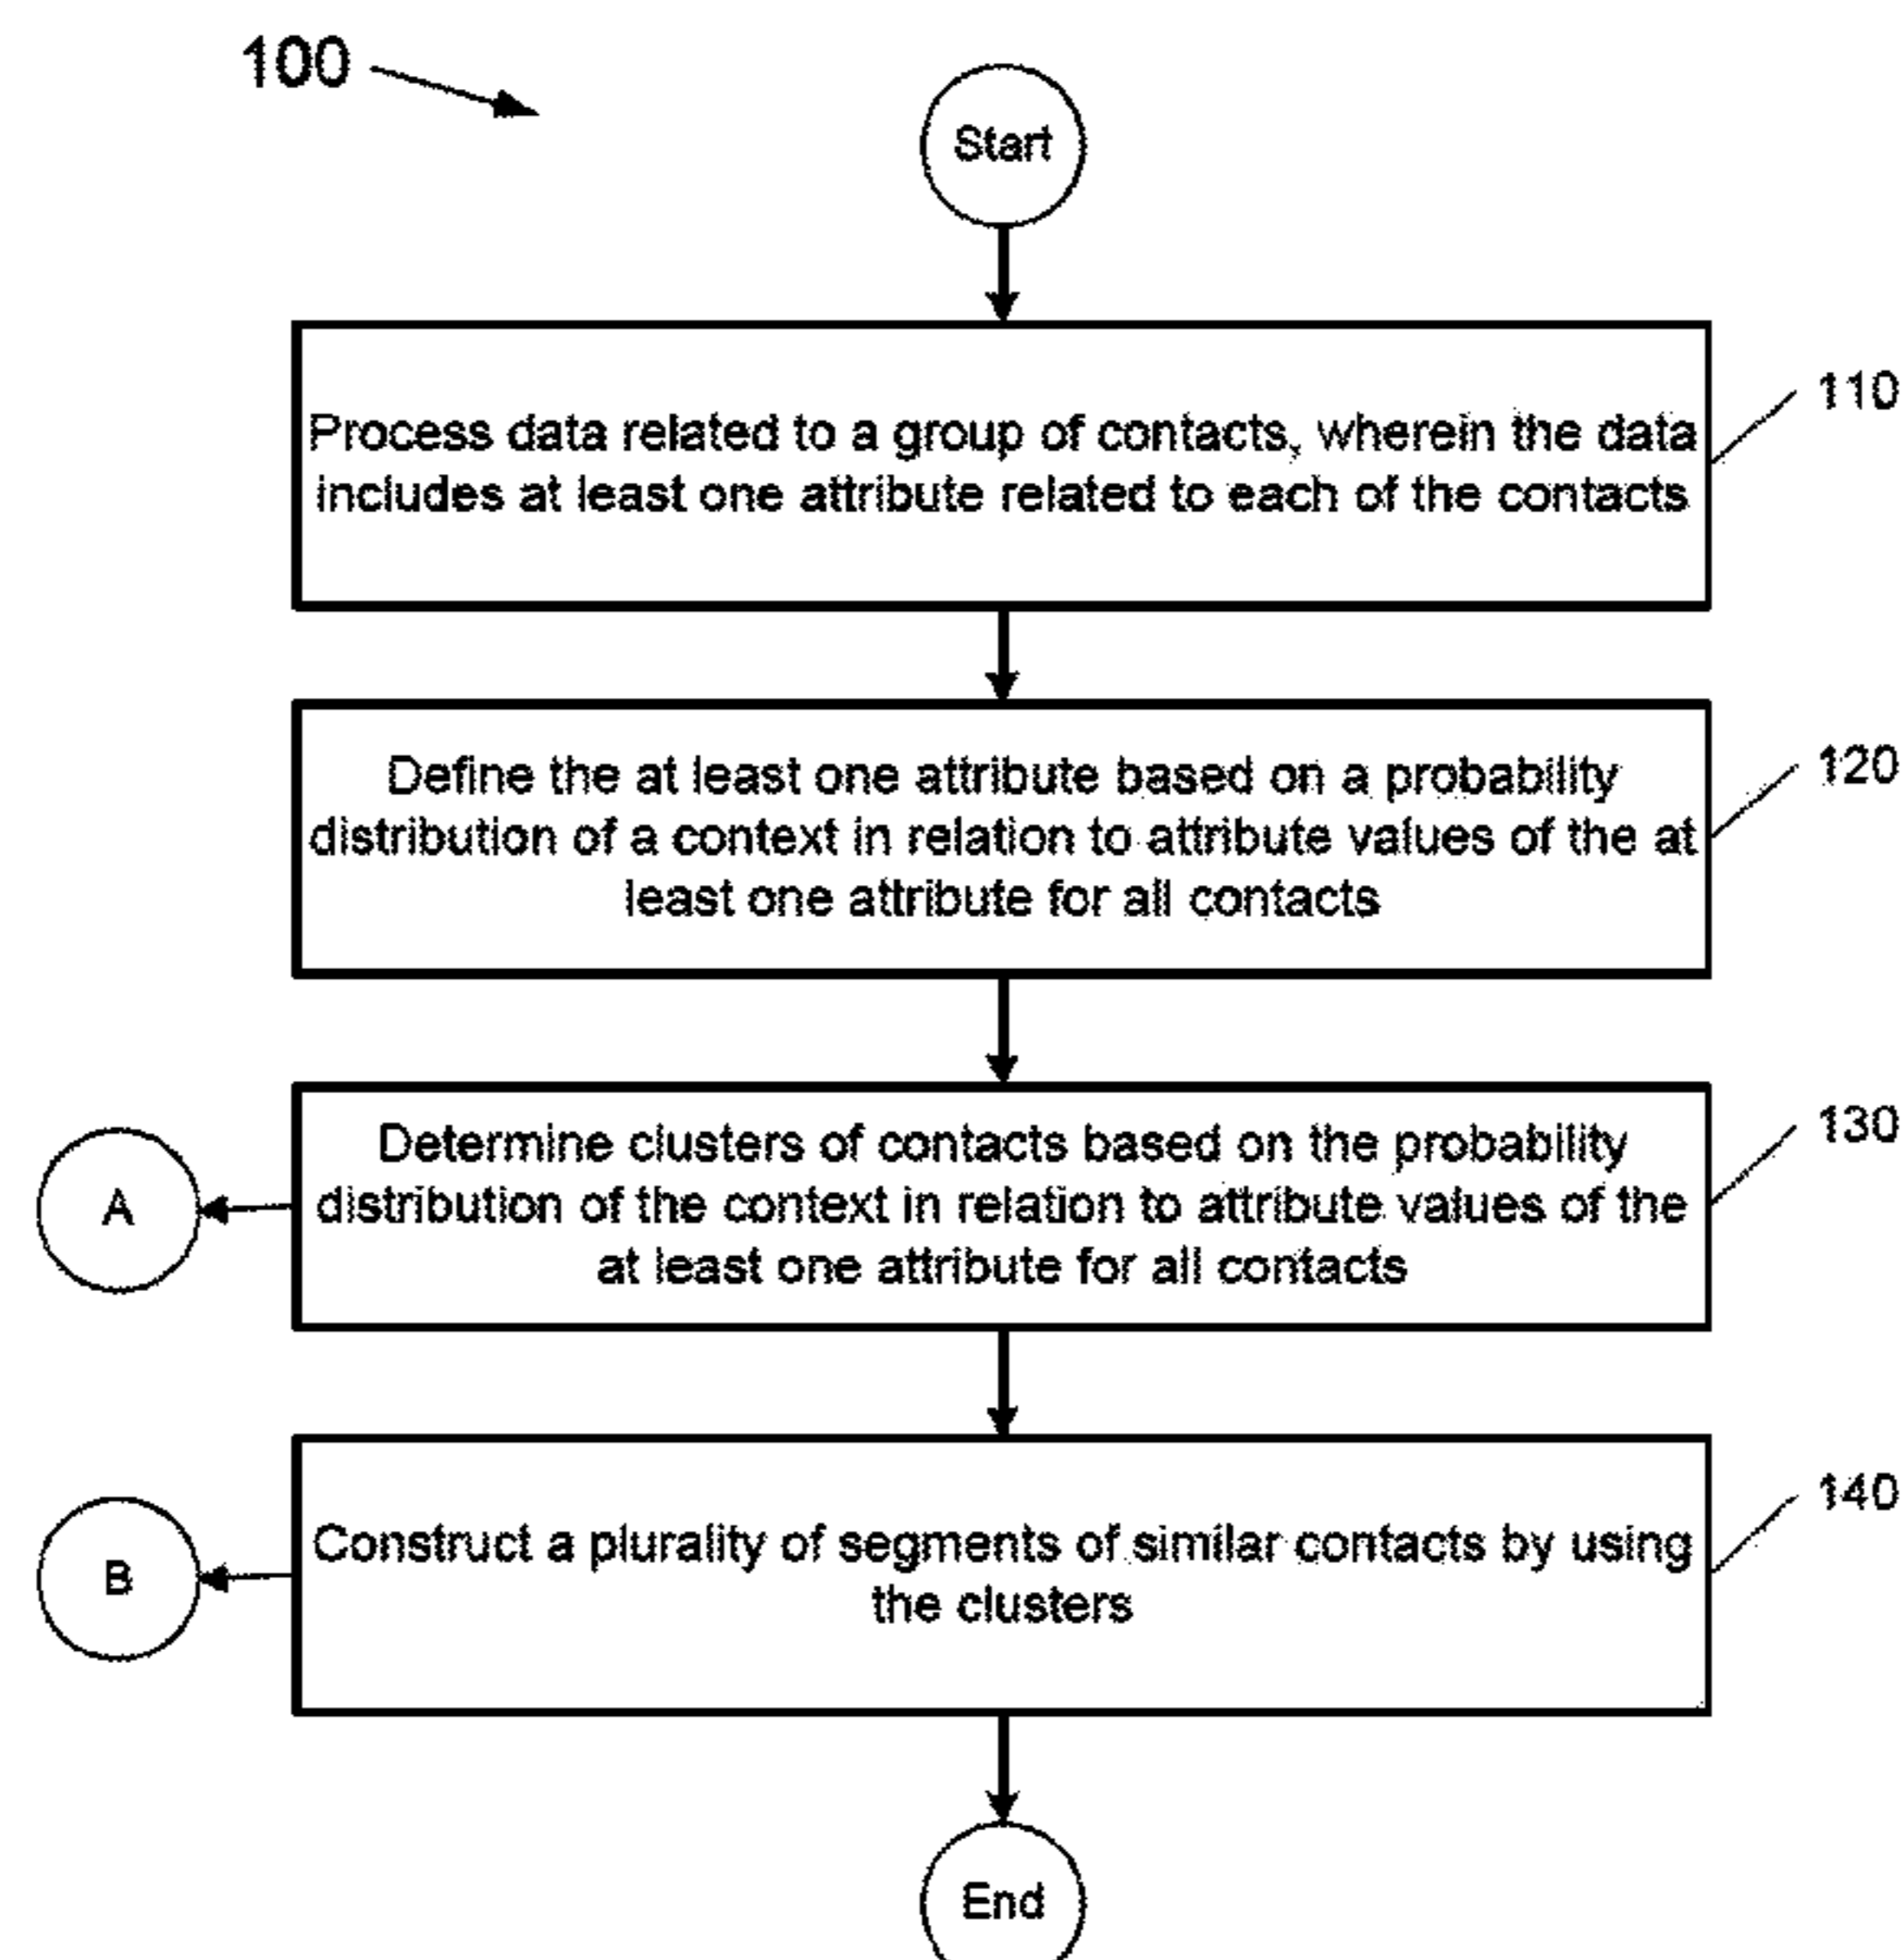 100
Start
Process data related to a group of contacts, wherein the data
includes at least one attribute related to each of the contacts
110
Define the at least one attribute based on a probability
distribution of a context in relation to attribute values of the at
least one attribute for all contacts
120
Determine clusters of contacts based on the probability
distribution of the context in relation to attribute values of the
at least one attribute for all contacts
130
A
Construct a plurality of segments of similar contacts by using
the clusters
140
B
End